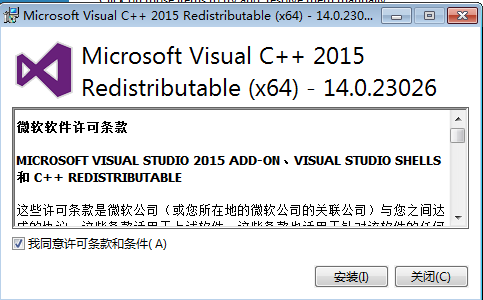 Microsoft Visual C++ 2015 Redistributable (x64) - 14.0.230...
Microsoft Visual C++ 2015
Redistributable (x64) - 14.0.23026
微软软件许可条款
MICROSOFT VISUAL STUDIO 2015 ADD-ON、VISUAL STUDIO SHELLS
和 C++ REDISTRIBUTABLE
这些许可条款是微软公司（或您所在地的微软公司的关联公司）与您之间达
我同意许可条款和条件( A)
安装(I)
关闭(C)